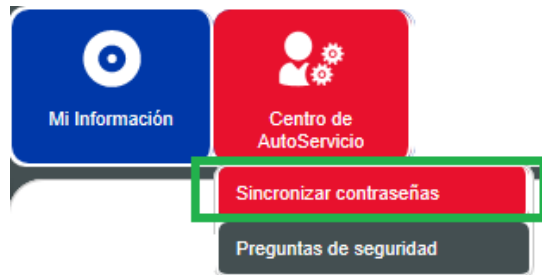 Mi Información
Centro de
AutoServicio
Sincronizar contraseñas
Preguntas de seguridad